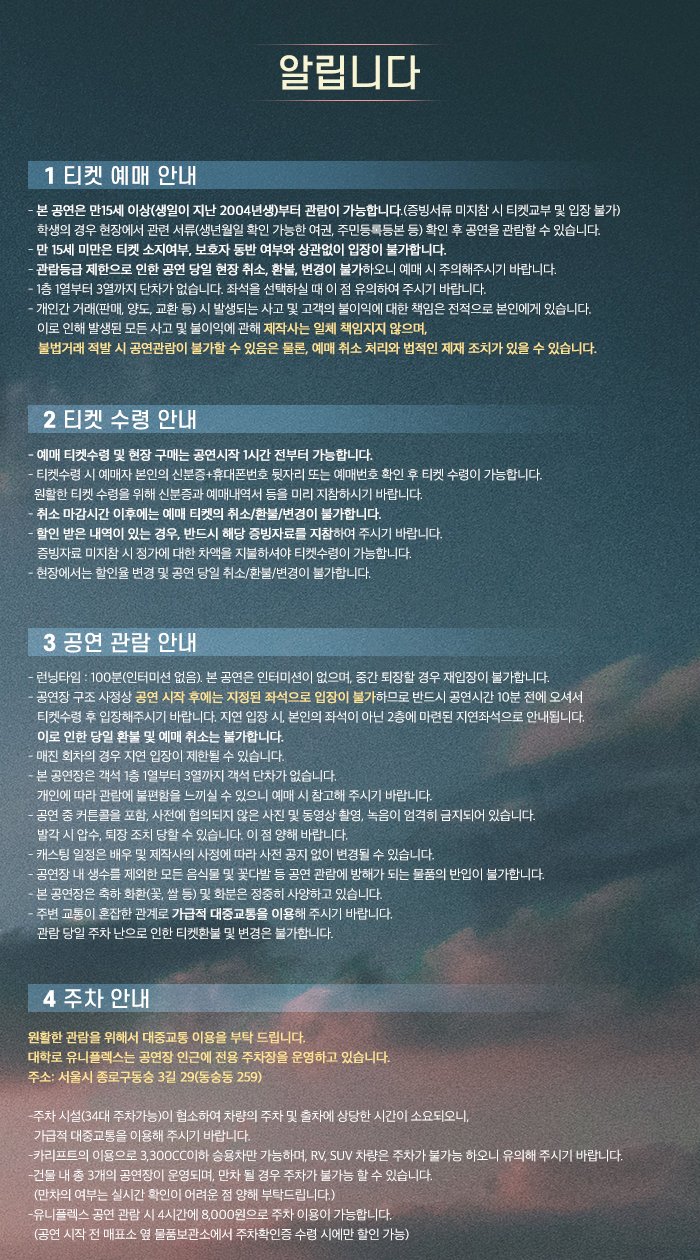 알립니다
1 티켓 예매 안내
- 본 공연은 만15세 이상(생일이 지난 2004년생)부터 관람이 가능합니다.(증빙서류 미지참 시 티켓교부 및 입장 불가)
학생의 경우 현장에서 관련 서류(생년월일 확인 가능한 여권, 주민등록등본 등) 확인 후 공연을 관람할 수 있습니다.
- 만 15세 미만은 티켓 소지여부, 보호자 동반 여부와 상관없이 입장이 불가합니다.
- 관람등급 제한으로 인한 공연 당일 현장 취소, 환불, 변경이 불가하오니 예매 시 주의해주시기 바랍니다.
- 1층 1열부터 3열까지 단차가 없습니다. 좌석을 선택하실 때 이 점 유의하여 주시기 바랍니다.
- 개인간 거래(판매, 양도, 교환 등) 시 발생되는 사고 및 고객의 불이익에 대한 책임은 전적으로 본인에게 있습니다.
이로 인해 발생된 모든 사고 및 불이익에 관해 제작사는 일체 책임지지 않으며,
불법거래 적발 시 공연관람이 불가할 수 있음은 물론, 예매 취소 처리와 법적인 제재 조치가 있을 수 있습니다.
2 티켓 수령 안내
- 예매 티켓수령 및 현장 구매는 공연시작 1시간 전부터 가능합니다.
- 티켓수령 시 예매자 본인의 신분증+휴대폰번호 뒷자리 또는 예매번호 확인 후 티켓 수령이 가능합니다.
원활한 티켓 수령을 위해 신분증과 예매내역서 등을 미리 지참하시기 바랍니다.
- 취소 마감시간 이후에는 예매 티켓의 취소/환불/변경이 불가합니다.
- 할인 받은 내역이 있는 경우, 반드시 해당 증빙자료를 지참하여 주시기 바랍니다.
증빙자료 미지참 시 정가에 대한 차액을 지불하셔야 티켓수령이 가능합니다.
- 현장에서는 할인율 변경 및 공연 당일 취소/환불/변경이 불가합니다.
3 공연 관람 안내
- 런닝타임 : 100분(인터미션 없음). 본 공연은 인터미션이 없으며, 중간 퇴장할 경우 재입장이 불가합니다.
- 공연장 구조 사정상 공연 시작 후에는 지정된 좌석으로 입장이 불가하므로 반드시 공연시간 10분 전에 오셔서
티켓수령 후 입장해주시기 바랍니다. 지연 입장 시, 본인의 좌석이 아닌 2층에 마련된 지연좌석으로 안내됩니다.
이로 인한 당일 환불 및 예매 취소는 불가합니다.
- 매진 회차의 경우 지연 입장이 제한될 수 있습니다.
- 본 공연장은 객석 1층 1열부터 3열까지 객석 단차가 없습니다.
개인에 따라 관람에 불편함을 느끼실 수 있으니 예매 시 참고해 주시기 바랍니다.
- 공연 중 커튼콜을 포함, 사전에 협의되지 않은 사진 및 동영상 촬영, 녹음이 엄격히 금지되어 있습니다.
발각 시 압수, 퇴장 조치 당할 수 있습니다. 이 점 양해 바랍니다.
- 캐스팅 일정은 배우 및 제작사의 사정에 따라 사전 공지 없이 변경될 수 있습니다.
- 공연장 내 생수를 제외한 모든 음식물 및 꽃다발 등 공연 관람에 방해가 되는 물품의 반입이 불가합니다.
- 본 공연장은 축하 화환(꽃, 쌀 등) 및 화분은 정중히 사양하고 있습니다.
- 주변 교통이 혼잡한 관계로 가급적 대중교통을 이용해 주시기 바랍니다.
관람 당일 주차 난으로 인한 티켓환불 및 변경은 불가합니다.
4 주차 안내
원활한 관람을 위해서 대중교통 이용을 부탁 드립니다.
대학로 유니플렉스는 공연장 인근에 전용 주차장을 운영하고 있습니다.
주소: 서울시 종로구동숭 3길 29(동숭동 259)
-주차 시설(34대 주차가능)이 협소하여 차량의 주차 및 출차에 상당한 시간이 소요되오니,
가급적 대중교통을 이용해 주시기 바랍니다.
-카리프트의 이용으로 3,300CC이하 승용차만 가능하며, RV, SUV 차량은 주차가 불가능 하오니 유의해 주시기 바랍니다.
-건물 내 총 3개의 공연장이 운영되며, 만차 될 경우 주차가 불가능 할 수 있습니다.
(만차의 여부는 실시간 확인이 어려운 점 양해 부탁드립니다.)
-유니플렉스 공연 관람 시 4시간에 8,000원으로 주차 이용이 가능합니다.
(공연 시작 전 매표소 옆 물품보관소에서 주차확인증 수령 시에만 할인 가능)